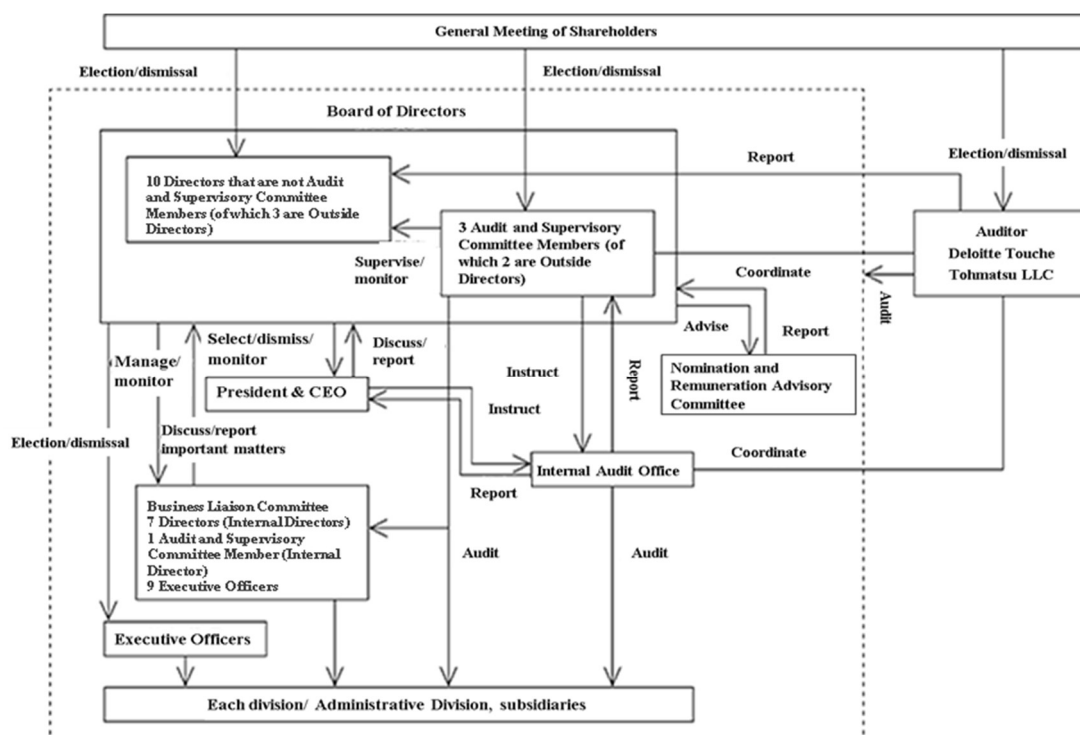 General Meeting of Shareholders
Election/dismissal
Election/dismissal
Board of Directors
Report
Election/dismissal
10 Directors that are not Audit
and Supervisory Committee
Members (of which 3 are Outside
Directors)
3 Audit and Supervisory
Committee Members (of
which 2 are Outside
Directors)
Auditor
Deloitte Touche
Tohmatsu LLC
Supervise/
monitor
Coordinate
Audit
Advise
Report
Select/dismiss/
monitor
Discuss/
report
Manage/
monitor
Instruct
Report
Nomination and
Remuneration Advisory
Committee
President & CEO
Instruct
Election/dismissal
Discuss/report
important matters
Coordinate
Internal Audit Office
Report
Business Liaison Committee
7 Directors (Internal Directors)
1 Audit and Supervisory
Committee Member (Internal
Director)
9 Executive Officers
Audit
Audit
Executive Officers
Each division/ Administrative Division, subsidiaries